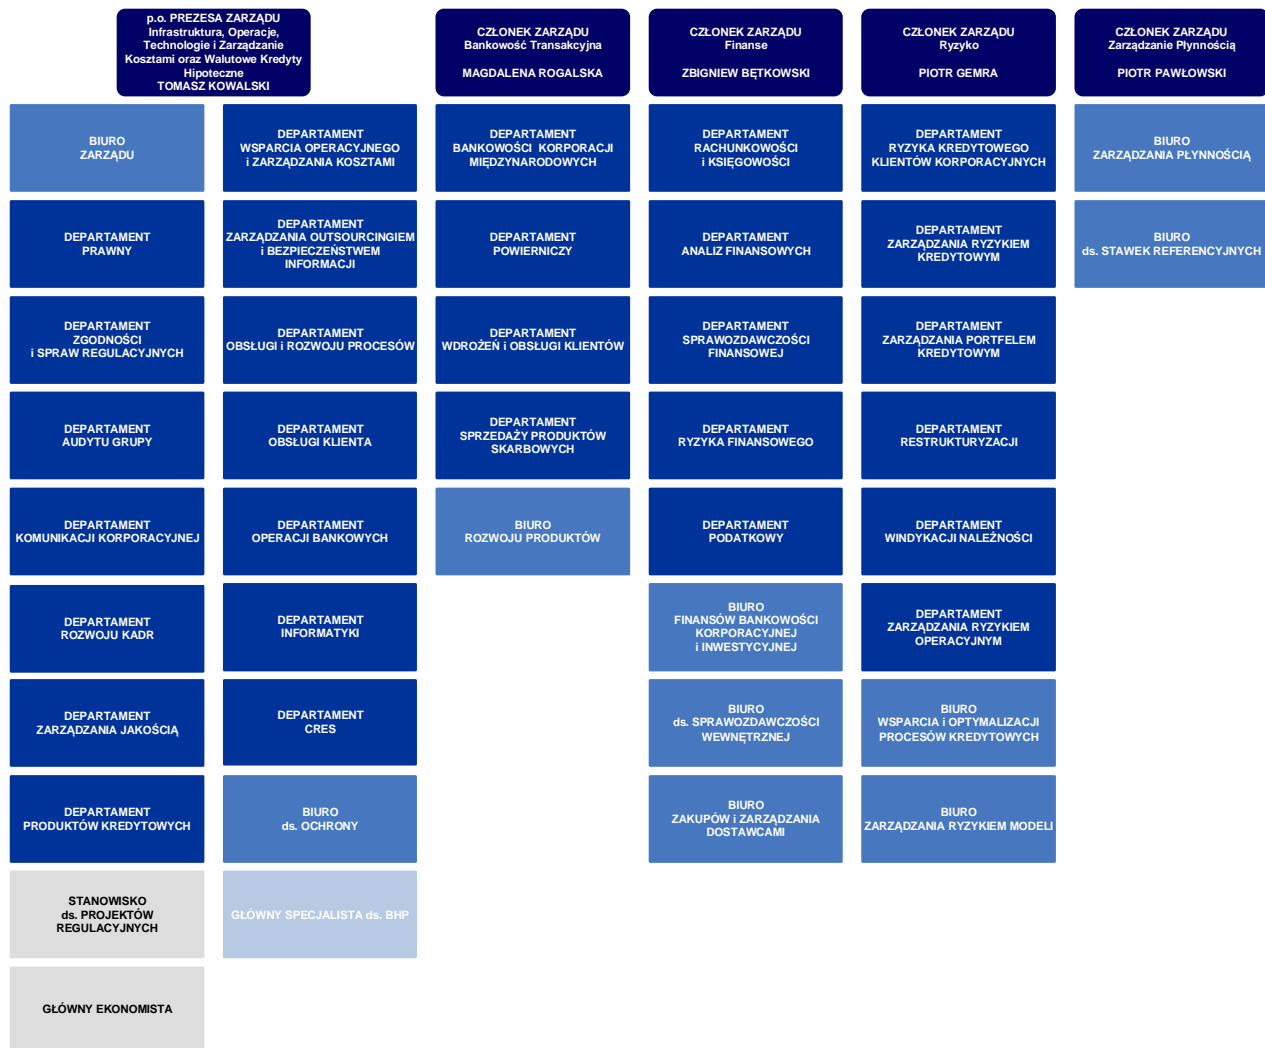 p.o. PREZESA ZARZĄDU
Infrastruktura, Operacje,
Technologie i Zarządzanie
Kosztami oraz Walutowe Kredyty
Hipoteczne
TOMASZ KOWALSKI
CZŁONEK ZARZĄDU
Bankowość Transakcyjna
MAGDALENA ROGALSKA
CZŁONEK ZARZĄDU
Finanse
ZBIGNIEW BĘTKOWSKI
CZŁONEK ZARZĄDU
Ryzyko
PIOTR GEMRA
CZŁONEK ZARZĄDU
Zarządzanie Płynnością
PIOTR PAWŁOWSKI
BIURO
ZARZĄDU
DEPARTAMENT
WSPARCIA OPERACYJNEGO
i ZARZĄDZANIA KOSZTAMI
DEPARTAMENT
BANKOWOŚCI KORPORACJI
MIĘDZYNARODOWYCH
DEPARTAMENT
RACHUNKOWOŚCI
i KSIĘGOWOŚCI
DEPARTAMENT
RYZYKA KREDYTOWEGO
KLIENTÓW KORPORACYJNYCH
BIURO
ZARZĄDZANIA PŁYNNOŚCIĄ
DEPARTAMENT
PRAWNY
DEPARTAMENT
ZARZĄDZANIA OUTSOURCINGIEM
i BEZPIECZEŃSTWEM
INFORMACJI
DEPARTAMENT
POWIERNICZY
DEPARTAMENT
ANALIZ FINANSOWYCH
DEPARTAMENT
ZARZĄDZANIA RYZYKIEM
KREDYTOWYM
BIURO
ds. STAWEK REFERENCYJNYCH
DEPARTAMENT
ZGODNOŚCI
i SPRAW REGULACYJNYCH
DEPARTAMENT
OBSŁUGI i ROZWOJU PROCESÓW
DEPARTAMENT
WDROŻEŃ i OBSŁUGI KLIENTÓW
DEPARTAMENT
SPRAWOZDAWCZOŚCI
FINANSOWEJ
DEPARTAMENT
ZARZĄDZANIA PORTFELEM
KREDYTOWYM
DEPARTAMENT
AUDYTU GRUPY
DEPARTAMENT
OBSŁUGI KLIENTA
DEPARTAMENT
SPRZEDAŻY PRODUKTÓW
SKARBOWYCH
DEPARTAMENT
RYZYKA FINANSOWEGO
DEPARTAMENT
RESTRUKTURYZACJI
DEPARTAMENT
KOMUNIKACJI KORPORACYJNEJ
DEPARTAMENT
OPERACJI BANKOWYCH
BIURO
ROZWOJU PRODUKTÓW
DEPARTAMENT
PODATKOWY
DEPARTAMENT
WINDYKACJI NALEŻNOŚCI
DEPARTAMENT
ROZWOJU KADR
DEPARTAMENT
INFORMATYKI
BIURO
FINANSÓW BANKOWOŚCI
KORPORACYJNEJ
i INWESTYCYJNEJ
DEPARTAMENT
ZARZĄDZANIA RYZYKIEM
OPERACYJNYM
DEPARTAMENT
ZARZĄDZANIA JAKOŚCIĄ
DEPARTAMENT
CRES
BIURO
ds. SPRAWOZDAWCZOŚCI
WEWNĘTRZNEJ
BIURO
WSPARCIA i OPTYMALIZACJI
PROCESÓW KREDYTOWYCH
DEPARTAMENT
PRODUKTÓW KREDYTOWYCH
BIURO
ds. OCHRONY
BIURO
ZAKUPÓW i ZARZĄDZANIA
DOSTAWCAMI
BIURO
ZARZĄDZANIA RYZYKIEM MODELI
STANOWISKO
ds. PROJEKTÓW
REGULACYJNYCH
GŁÓWNY SPECJALISTA ds. BHP
GŁÓWNY EKONOMISTA